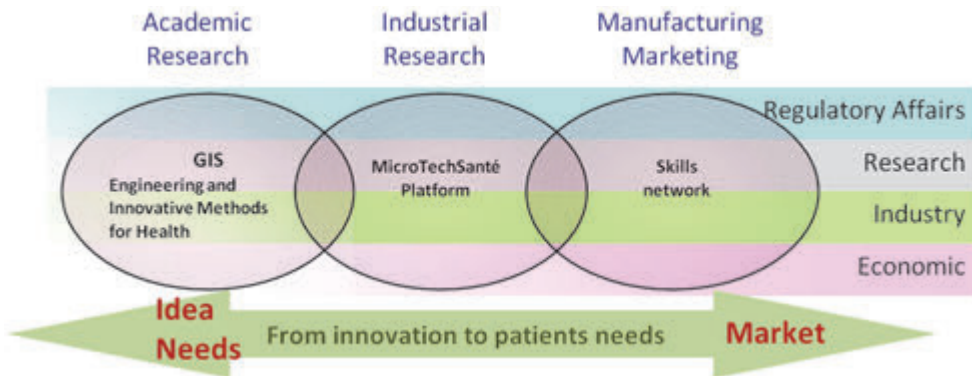 Academic
Research
Industrial
Research
Manufacturing
Marketing
Regulatory Affairs
GIS
Engineering and
Innovative Methods
for Health
MicroTechSanté
Platform
Skills
network
Research
Industry
Economic
Idea
Needs
From innovation to patients needs
Market